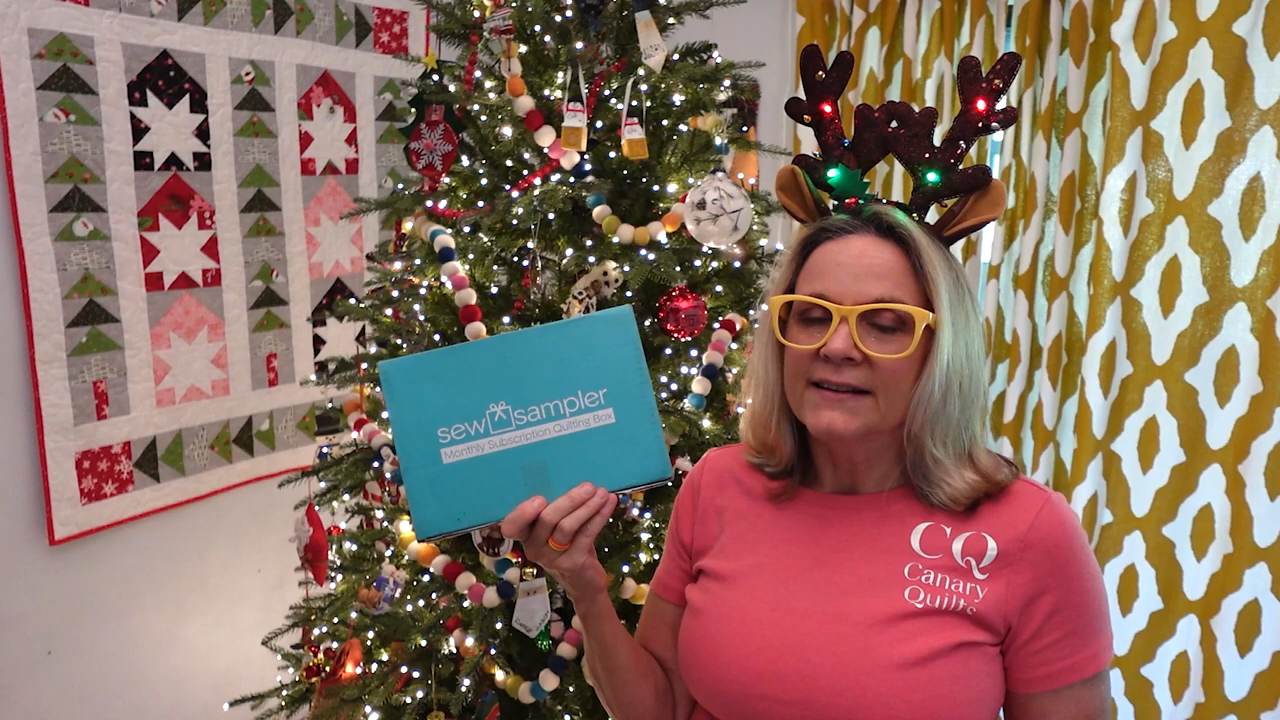 sew sampler
Monthly Subscription Quilting Box
CQ
Canary
Quilts